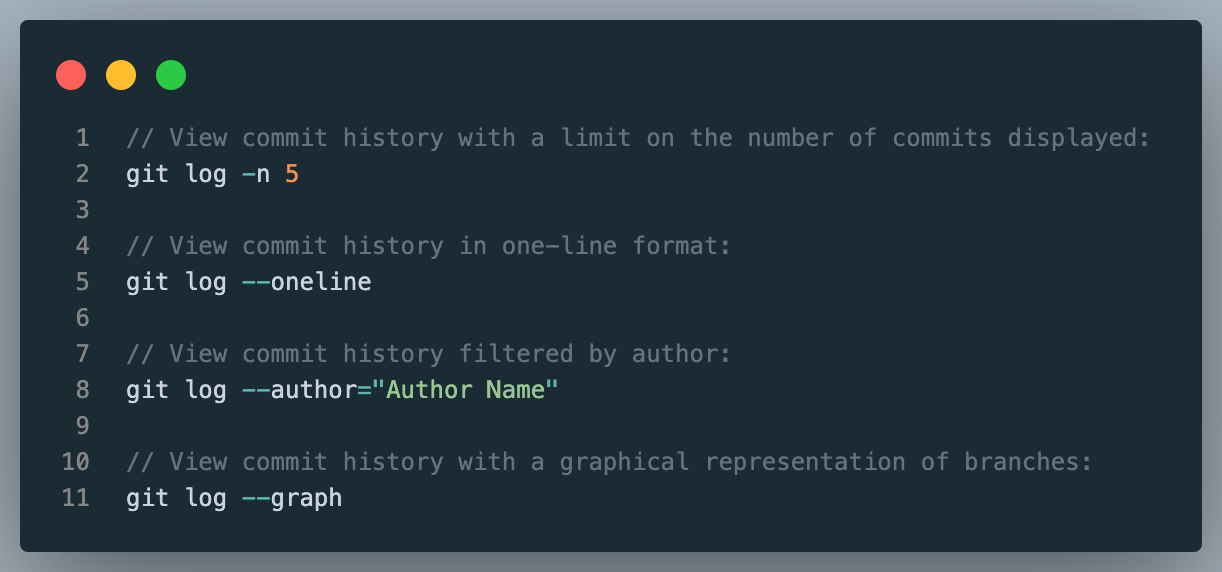 1 // View commit history with a limit on the number of commits displayed:
2 git log -n 5
3
4 // View commit history in one-line format:
5 git log --oneline
6
7 // View commit history filtered by author:
8 git log --author="Author Name"
9
10 // View commit history with a graphical representation of branches:
11 git log --graph